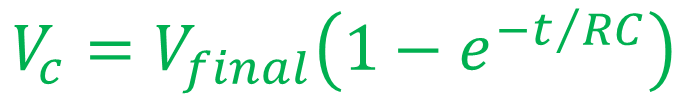 V_c = V_final(1 − e^(−t/RC))